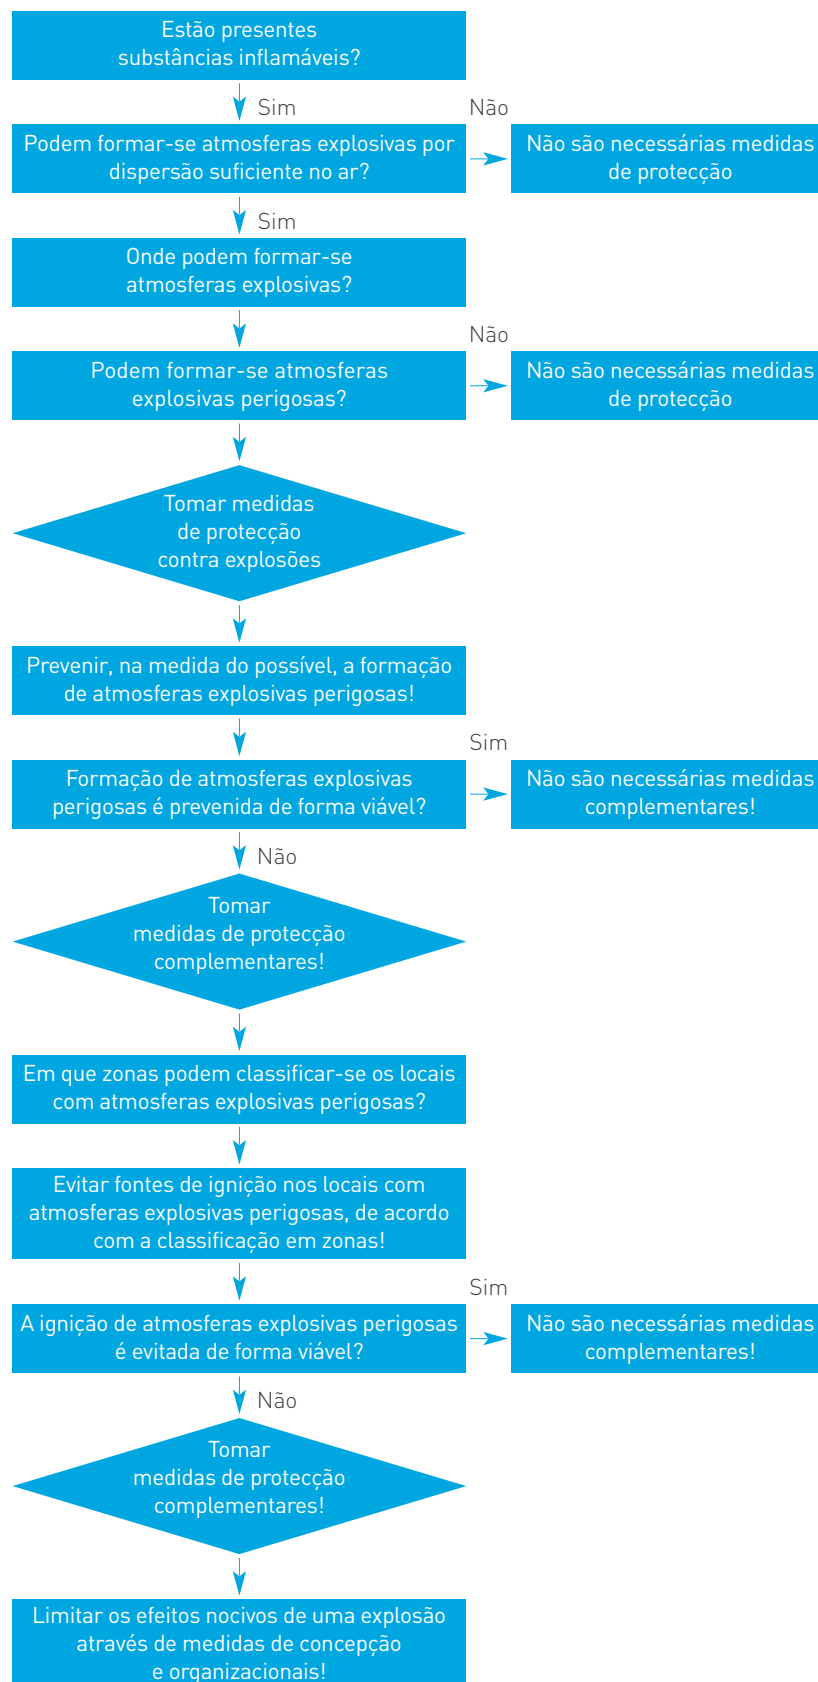 Estão presentes
substâncias inflamáveis?
Sim
Não
Podem formar-se atmosferas explosivas por
dispersão suficiente no ar?
Não são necessárias medidas
de protecção
Sim
Onde podem formar-se
atmosferas explosivas?
Não
Podem formar-se atmosferas
explosivas perigosas?
Não são necessárias medidas
de protecção
Tomar medidas
de protecção
contra explosões
Prevenir, na medida do possível, a formação
de atmosferas explosivas perigosas!
Sim
Formação de atmosferas explosivas
perigosas é prevenida de forma viável?
Não são necessárias medidas
complementares!
Não
Tomar
medidas de protecção
complementares!
Em que zonas podem classificar-se os locais
com atmosferas explosivas perigosas?
Evitar fontes de ignição nos locais com
atmosferas explosivas perigosas, de acordo
com a classificação em zonas!
Sim
A ignição de atmosferas explosivas perigosas
é evitada de forma viável?
Não são necessárias medidas
complementares!
Não
Tomar
medidas de protecção
complementares!
Limitar os efeitos nocivos de uma explosão
através de medidas de concepção
e organizacionais!